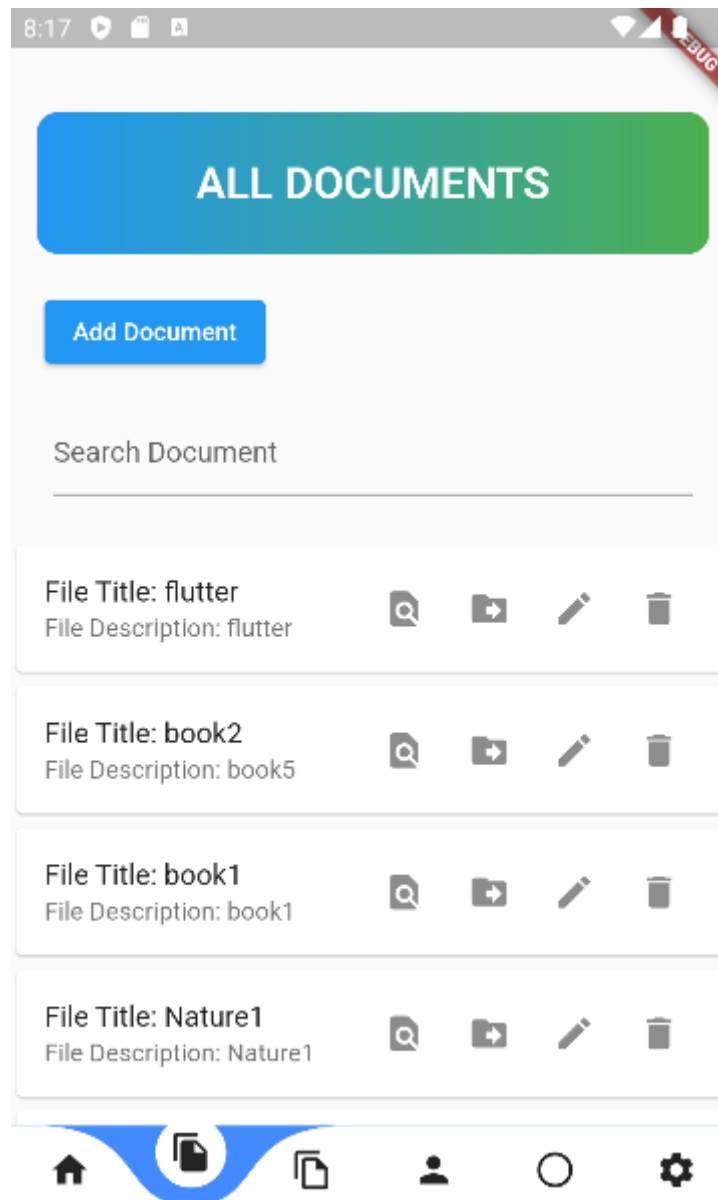 8:17
DEBUG
ALL DOCUMENTS
Add Document
Search Document
File Title: flutter
File Description: flutter
File Title: book2
File Description: book5
File Title: book1
File Description: book1
File Title: Nature1
File Description: Nature1